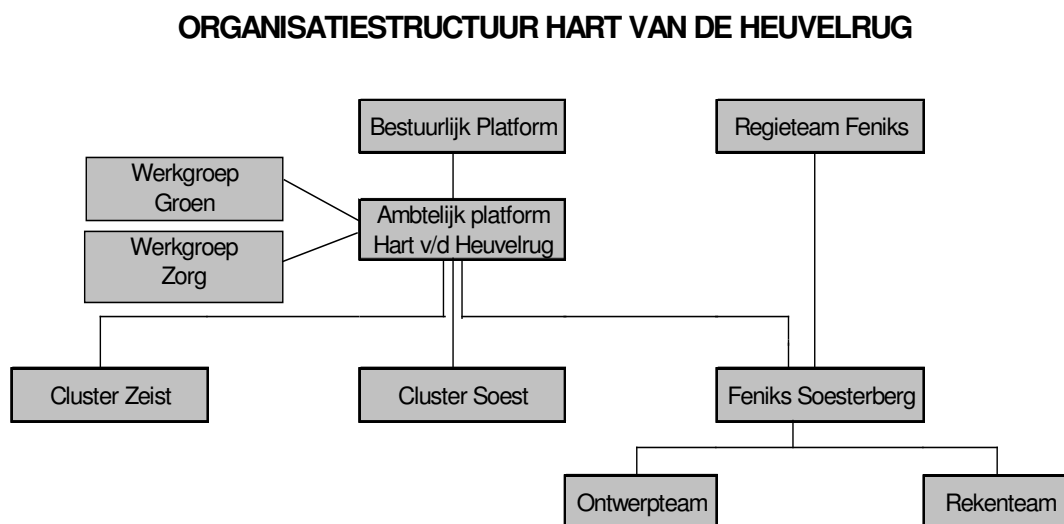 ORGANISATIESTRUCTUUR HART VAN DE HEUVELRUG
Bestuurlijk Platform
Regieteam Feniks
Werkgroep
Groen
Ambtelijk platform
Hart v/d Heuvelrug
Werkgroep
Zorg
Cluster Zeist
Cluster Soest
Feniks Soesterberg
Ontwerpteam
Rekenteam